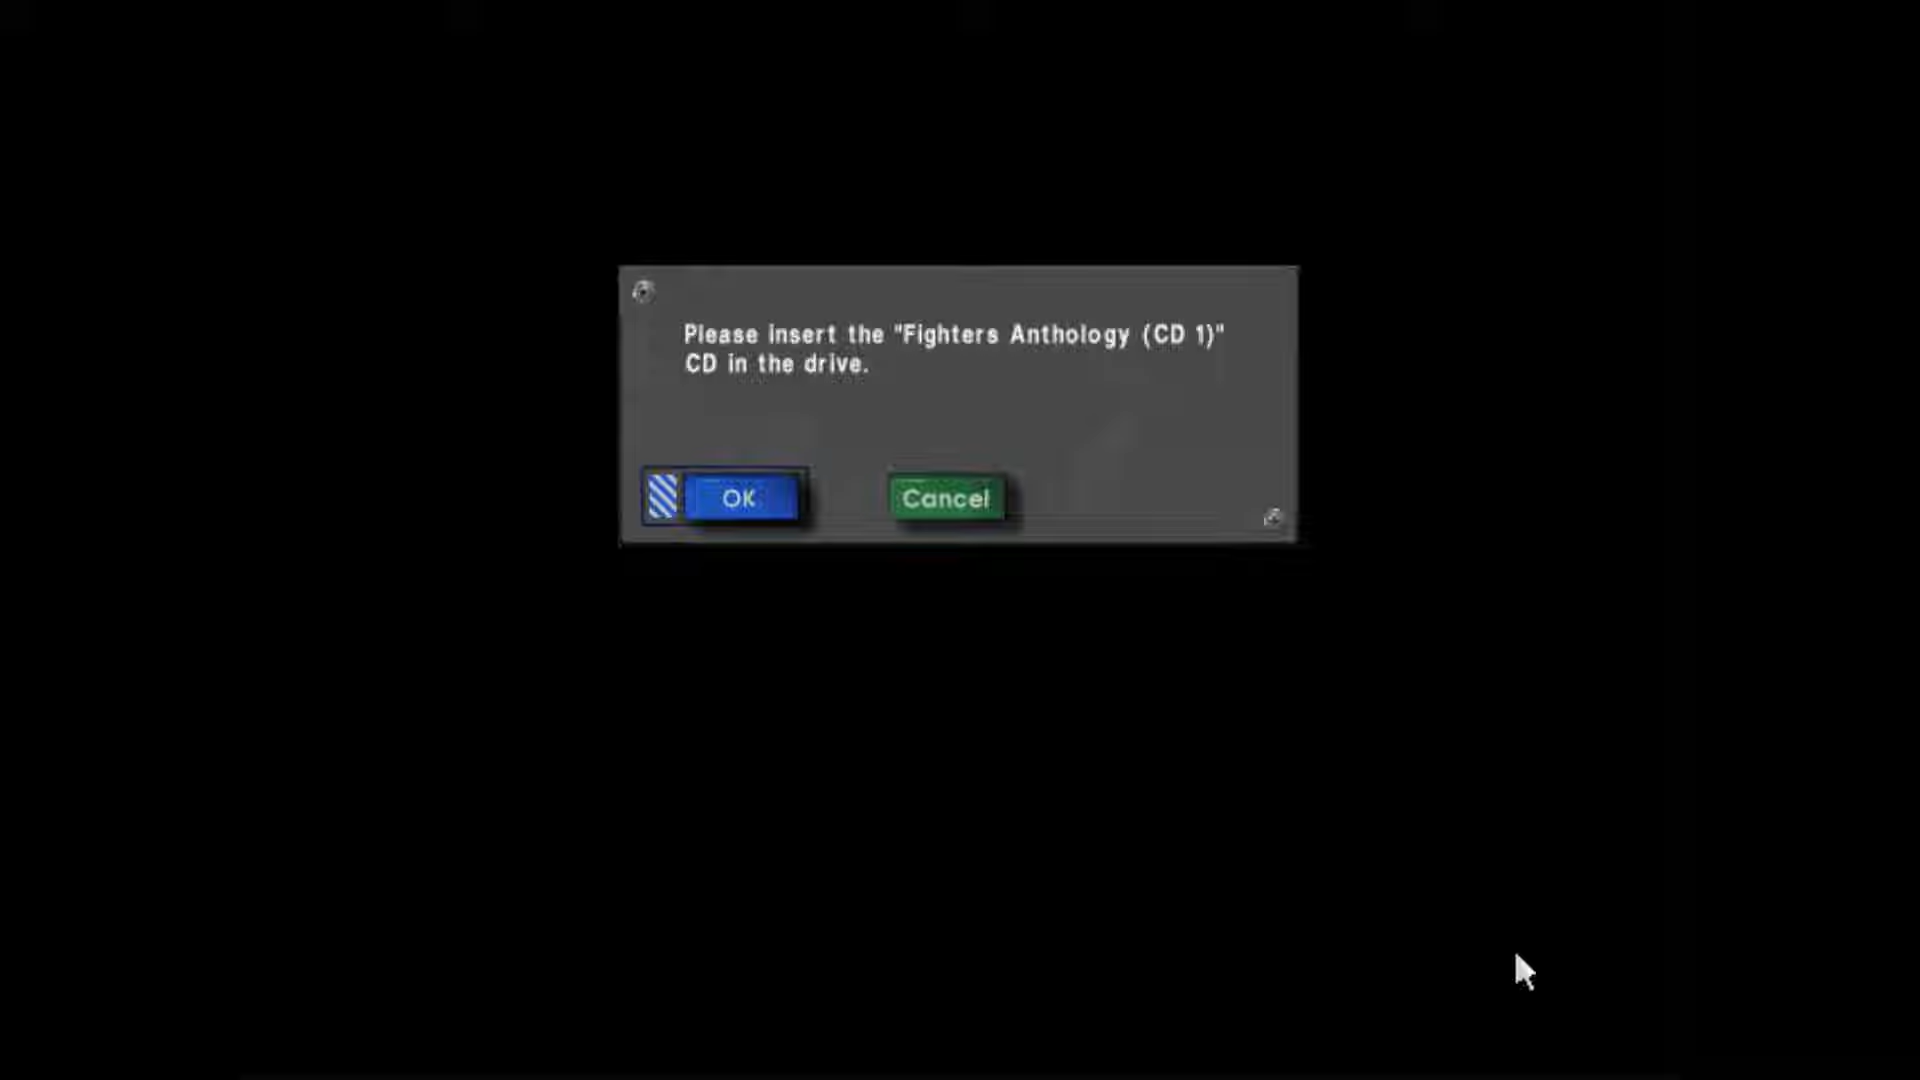 Please insert the "Fighters Anthology (CD 1)"
CD in the drive.
OK
Cancel